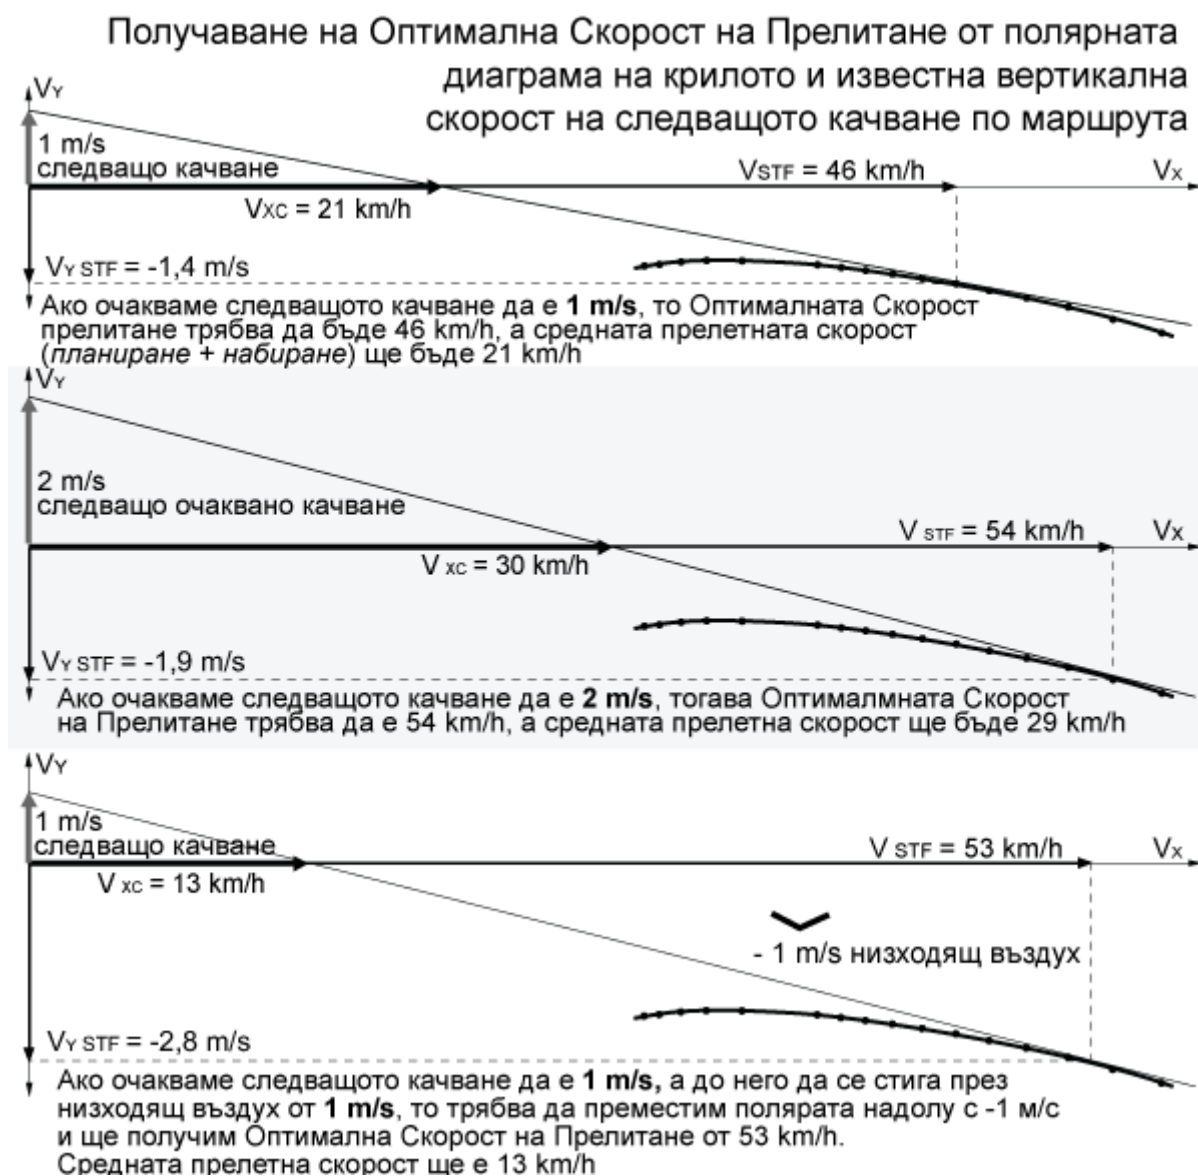 Получаване на Оптимална Скорост на Прелитане от полярната
диаграма на крилото и известна вертикална
скорост на следващото качване по маршрута
VY
1 m/s
следващо качване
VSTF = 46 km/h
VX
VXC = 21 km/h
VY STF = -1,4 m/s
Ако очакваме следващото качване да е 1 m/s, то Оптималната Скорост
прелитане трябва да бъде 46 km/h, а средната прелетната скорост
(планиране + набиране) ще бъде 21 km/h
VY
2 m/s
следващо очаквано качване
V STF = 54 km/h
VX
V XC = 30 km/h
VY STF = -1,9 m/s
Ако очакваме следващото качване да е 2 m/s, тогава Оптималмната Скорост
на Прелитане трябва да е 54 km/h, а средната прелетна скорост ще бъде 29 km/h
VY
1 m/s
следващо качване
V STF = 53 km/h
VX
V XC = 13 km/h
- 1 m/s низходящ въздух
VY STF = -2,8 m/s
Ако очакваме следващото качване да е 1 m/s, а до него да се стига през
низходящ въздух от 1 m/s, то трябва да преместим полярата надолу с -1 м/с
и ще получим Оптимална Скорост на Прелитане от 53 km/h.
Средната прелетна скорост ще е 13 km/h